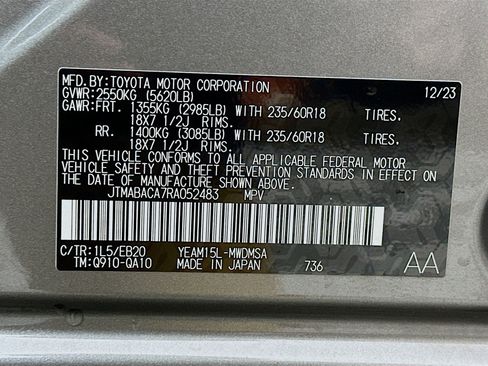 MFD. BY: TOYOTA MOTOR CORPORATION 12/23
GVWR: 2550KG (5620LB)
GAWR: FRT. 1355KG (2985LB) WITH 235/60R18 TIRES.
18X7 1/2J RIMS.
RR. 1400KG (3085LB) WITH 235/60R18 TIRES.
18X7 1/2J RIMS.
THIS VEHICLE CONFORMS TO ALL APPLICABLE FEDERAL MOTOR
VEHICLE SAFETY AND THEFT PREVENTION STANDARDS IN EFFECT ON
THE DATE OF MANUFACTURE SHOWN ABOVE.
JTMABACA7RA052483 MPV
C/TR: 1L5/EB20 YEAM15L-MWDMSA
TM: Q910-QA10 MADE IN JAPAN 736 AA